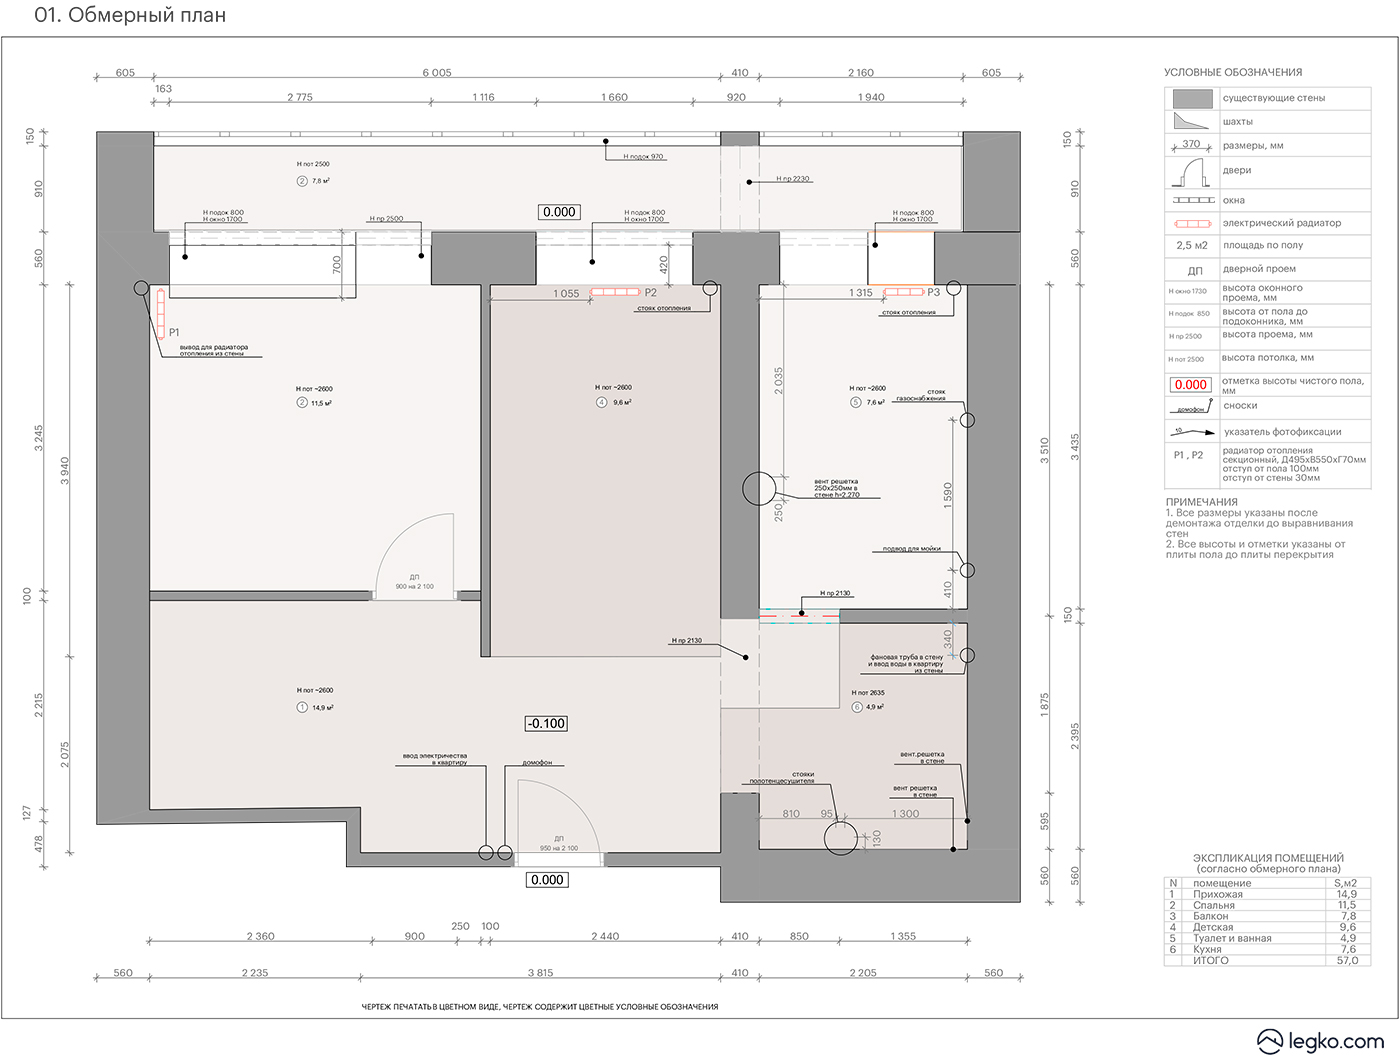 01. Обмерный план
605
6 005
410
2 160
605
163
2 775
1 116
1 660
920
1 940
150
910
560
3 245
3 940
100
2 215
2 075
127
478
H пот 2500
2
7,8 м²
H подок 970
H пр 2230
0.000
H подок 800
H окно 1700
H пр 2500
H подок 800
H окно 1700
H подок 800
H окно 1700
700
420
1 055
P2
стояк отопления
1 315
P3
стояк отопления
P1
вывод для радиатора
отопления из стены
H пот ~2600
2
11,5 м²
H пот ~2600
4
9,6 м²
H пот ~2600
5
7,6 м²
2 035
стояк
газоснабжения
вент решетка
250х250мм в
стене h=2.270
250
1 590
подвод для мойки
410
ДП
900 на 2 100
H пр 2130
H пр 2130
340
фановая труба в стену
и ввод воды в квартиру
из стены
H пот ~2600
1
14,9 м²
-0.100
H пот 2635
6
4,9 м²
ввод электричества
в квартиру
домофон
вент.решетка
в стене
стояки
полотенцесушителя
вент решетка
в стене
810
95
1 300
130
ДП
950 на 2 100
0.000
150
910
560
3 510
3 435
150
1 875
2 395
595
560
560
250
100
2 360
900
2 440
410
850
1 355
560
2 235
3 815
410
2 205
560
ЧЕРТЕЖ ПЕЧАТАТЬ В ЦВЕТНОМ ВИДЕ, ЧЕРТЕЖ СОДЕРЖИТ ЦВЕТНЫЕ УСЛОВНЫЕ ОБОЗНАЧЕНИЯ
УСЛОВНЫЕ ОБОЗНАЧЕНИЯ
существующие стены
шахты
370 размеры, мм
двери
окна
электрический радиатор
2,5 м2 площадь по полу
ДП дверной проем
H окно 1730 высота оконного
проема, мм
H подок 850 высота от пола до
подоконника, мм
H пр 2500 высота проема, мм
H пот 2500 высота потолка, мм
0.000 отметка высоты чистого пола,
мм
домофон сноски
10 указатель фотофиксации
P1 , P2 радиатор отопления
секционный, Д495хВ550хГ70мм
отступ от пола 100мм
отступ от стены 30мм
ПРИМЕЧАНИЯ
1. Все размеры указаны после
демонтажа отделки до выравнивания
стен
2. Все высоты и отметки указаны от
плиты пола до плиты перекрытия
ЭКСПЛИКАЦИЯ ПОМЕЩЕНИЙ
(согласно обмерного плана)
N помещение S,м2
1 Прихожая 14,9
2 Спальня 11,5
3 Балкон 7,8
4 Детская 9,6
5 Туалет и ванная 4,9
6 Кухня 7,6
ИТОГО 57,0
legko.com